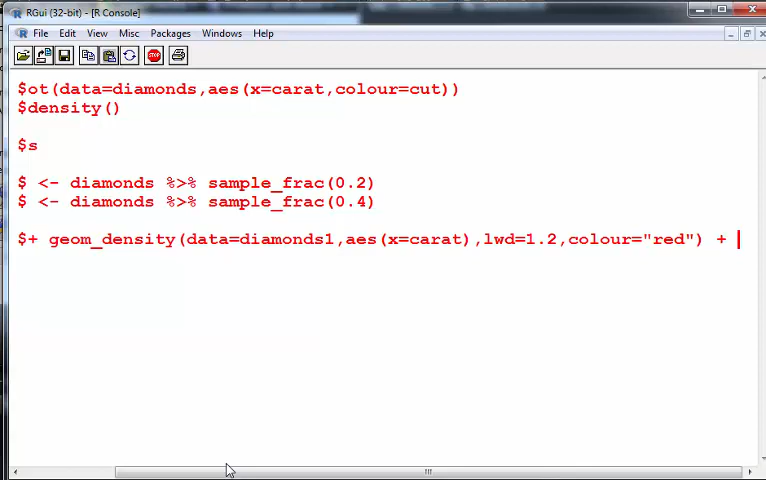 RGui (32-bit) - [R Console]
File Edit View Misc Packages Windows Help
STOP
$ot(data=diamonds,aes(x=carat,colour=cut))
$density()
$s
$ <- diamonds %>% sample_frac(0.2)
$ <- diamonds %>% sample_frac(0.4)
$+ geom_density(data=diamonds1,aes(x=carat),lwd=1.2,colour="red") +